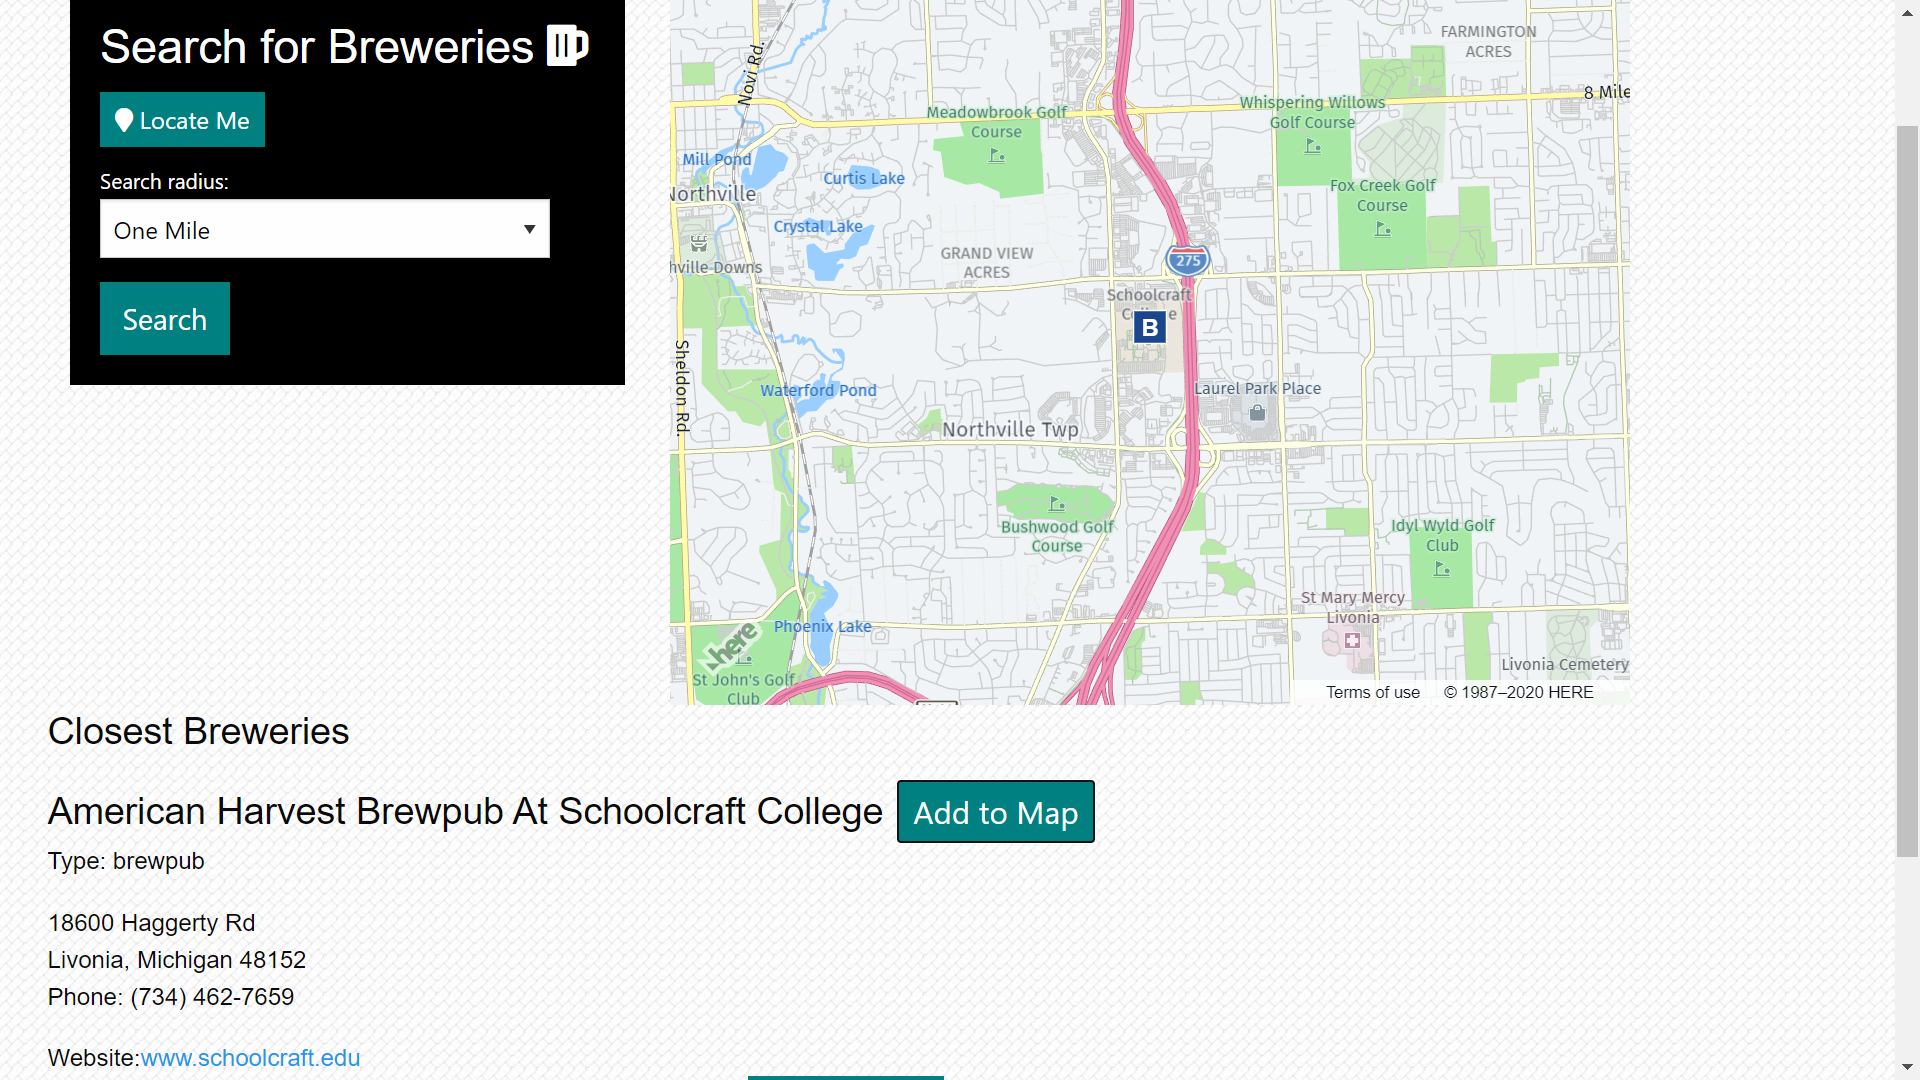 Search for Breweries
Locate Me
Search radius:
One Mile
Search
Novi Rd.
FARMINGTON
ACRES
8 Mile
Meadowbrook Golf
Course
Whispering Willows
Golf Course
Mill Pond
Curtis Lake
Northville
Fox Creek Golf
Course
Crystal Lake
GRAND VIEW
ACRES
275
hville Downs
Schoolcraft
B
Sheldon Rd.
Waterford Pond
Laurel Park Place
Northville Twp
Bushwood Golf
Course
Idyl Wyld Golf
Club
St Mary Mercy
Livonia
Phoenix Lake
here
Livonia Cemetery
St John's Golf
Club
Terms of use © 1987–2020 HERE
Closest Breweries
American Harvest Brewpub At Schoolcraft College Add to Map
Type: brewpub
18600 Haggerty Rd
Livonia, Michigan 48152
Phone: (734) 462-7659
Website:www.schoolcraft.edu